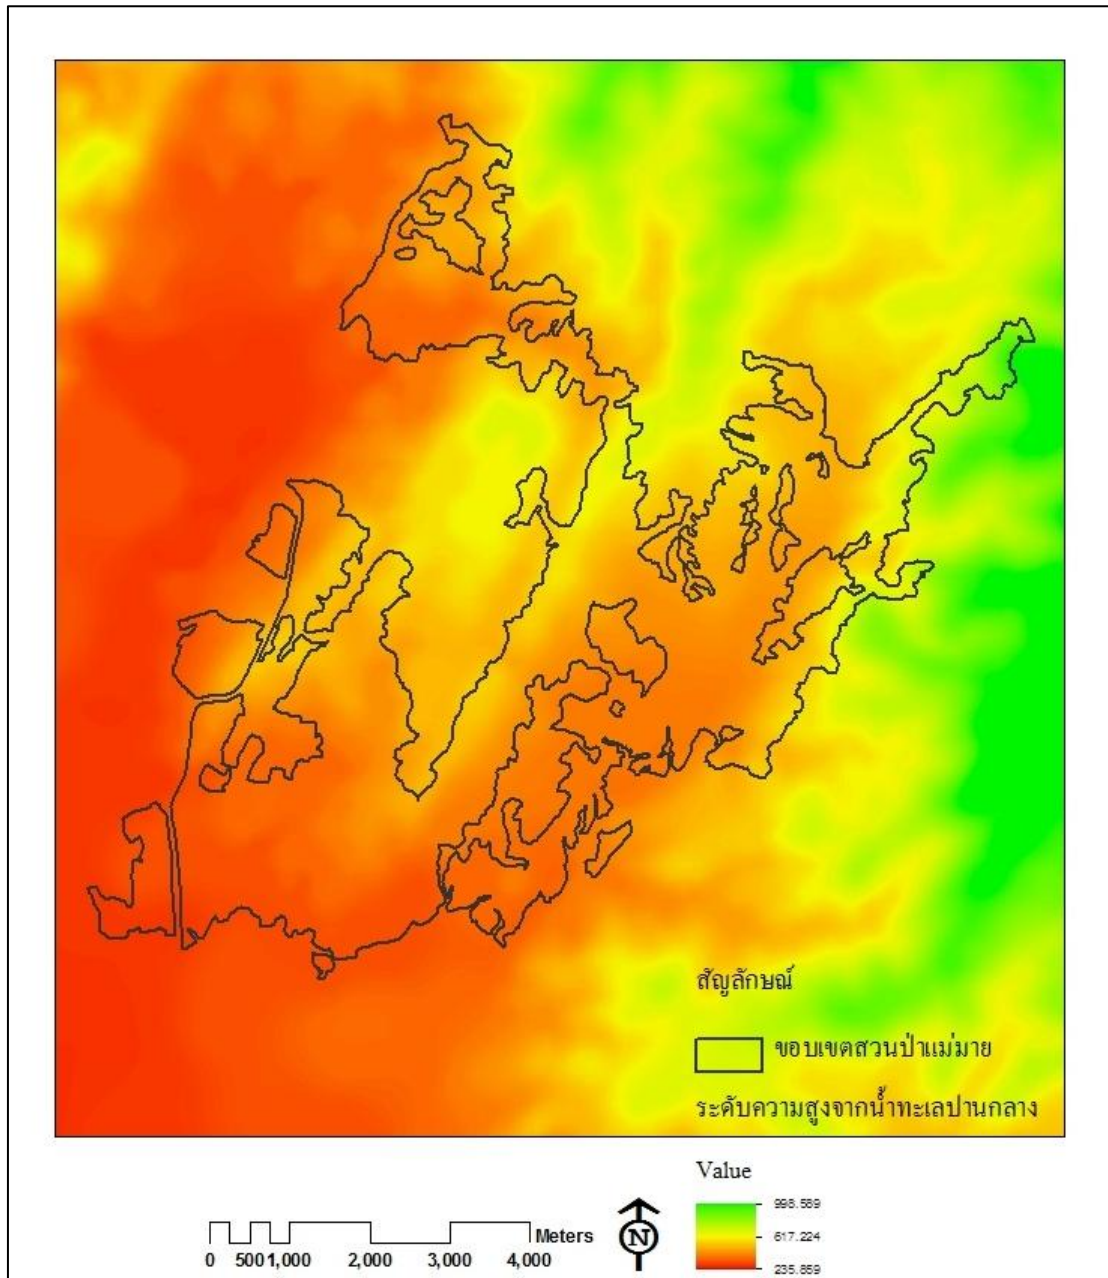 สัญลักษณ์
ขอบเขตสวนป่าแม่มาย
ระดับความสูงจากน้ำทะเลปานกลาง
Value
998.589
617.224
235.859
Meters
N
0 500 1,000 2,000 3,000 4,000